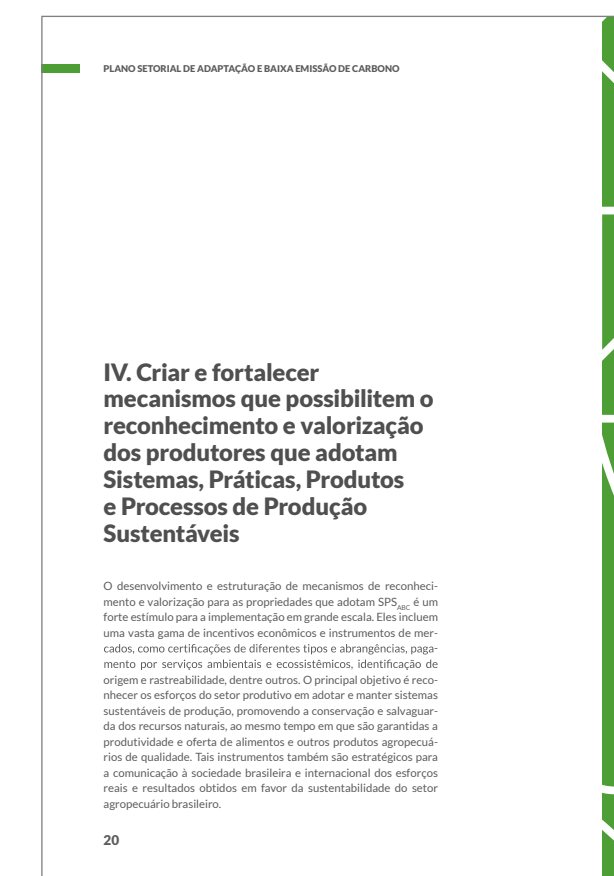 PLANO SETORIAL DE ADAPTAÇÃO E BAIXA EMISSÃO DE CARBONO
IV. Criar e fortalecer
mecanismos que possibilitem o
reconhecimento e valorização
dos produtores que adotam
Sistemas, Práticas, Produtos
e Processos de Produção
Sustentáveis
O desenvolvimento e estruturação de mecanismos de reconheci-
mento e valorização para as propriedades que adotam SPSABC é um
forte estímulo para a implementação em grande escala. Eles incluem
uma vasta gama de incentivos econômicos e instrumentos de mer-
cados, como certificações de diferentes tipos e abrangências, paga-
mento por serviços ambientais e ecossistêmicos, identificação de
origem e rastreabilidade, dentre outros. O principal objetivo é reco-
nhecer os esforços do setor produtivo em adotar e manter sistemas
sustentáveis de produção, promovendo a conservação e salvaguar-
da dos recursos naturais, ao mesmo tempo em que são garantidas a
produtividade e oferta de alimentos e outros produtos agropecuá-
rios de qualidade. Tais instrumentos também são estratégicos para
a comunicação à sociedade brasileira e internacional dos esforços
reais e resultados obtidos em favor da sustentabilidade do setor
agropecuário brasileiro.
20